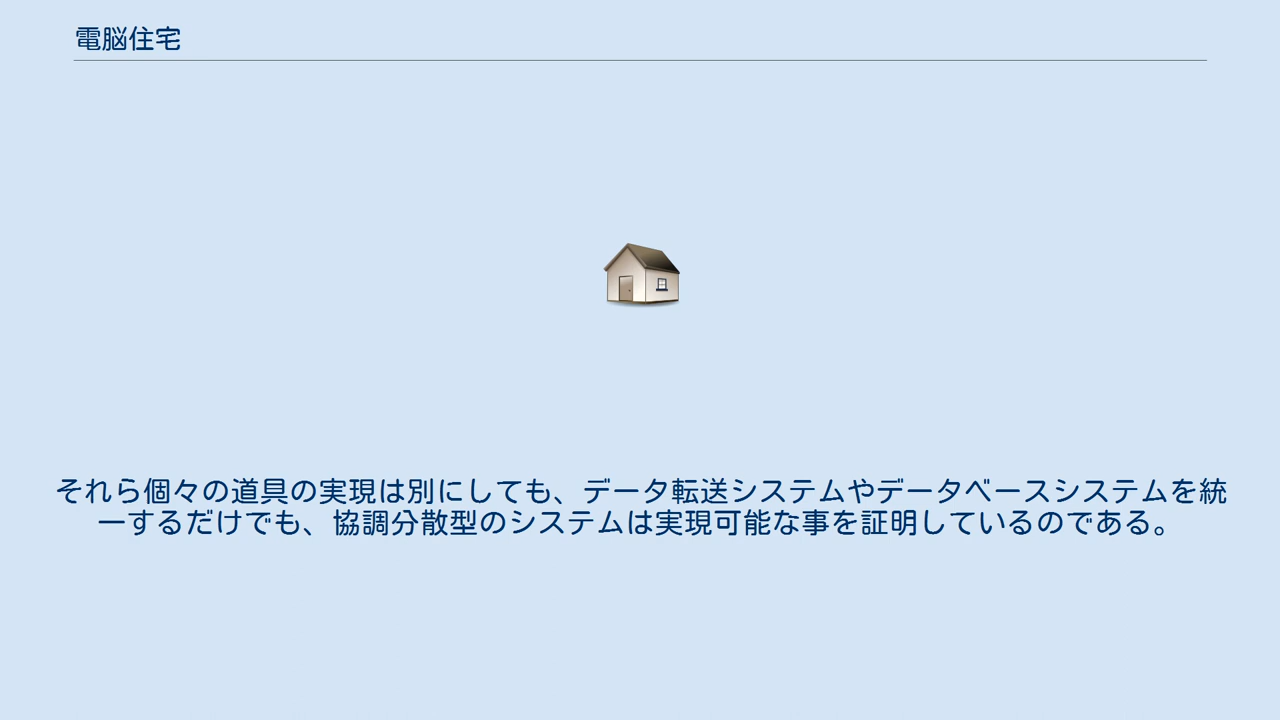 電脳住宅
それら個々の道具の実現は別にしても、データ転送システムやデータベースシステムを統
一するだけでも、協調分散型のシステムは実現可能な事を証明しているのである。